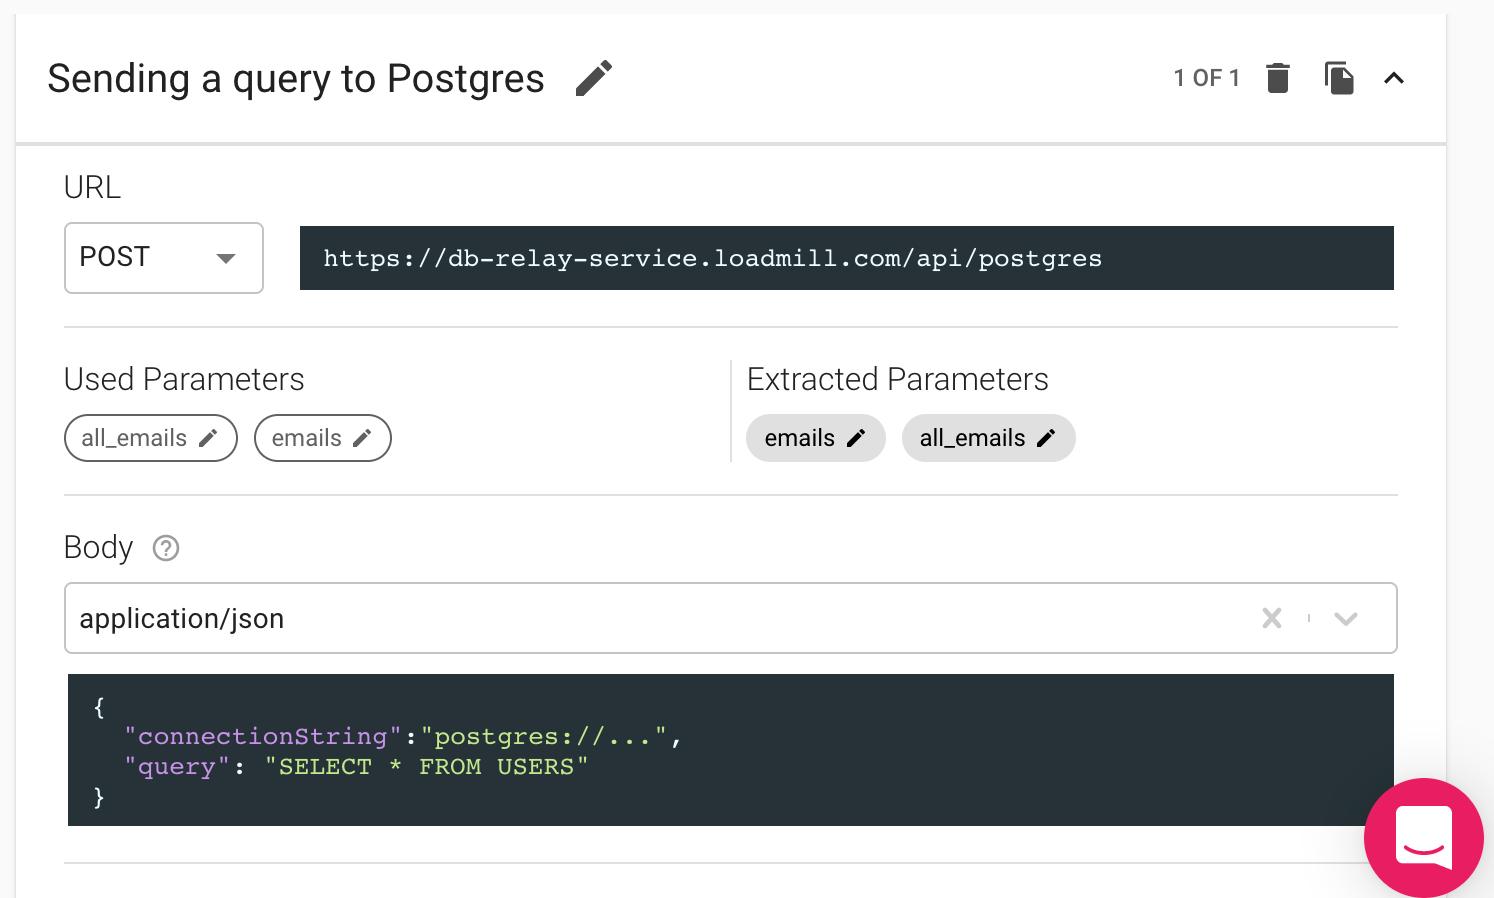 Sending a query to Postgres
1 OF 1
URL
POST
https://db-relay-service.loadmill.com/api/postgres
Used Parameters
all_emails
emails
Extracted Parameters
emails
all_emails
Body ?
application/json
{
"connectionString":"postgres://...",
"query": "SELECT * FROM USERS"
}